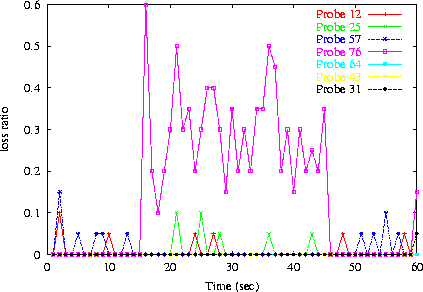 0.6
0.5
0.4
0.3
0.2
0.1
0
loss ratio
Probe 12
Probe 25
Probe 57
Probe 76
Probe 64
Probe 43
Probe 31
0 10 20 30 40 50 60
Time (sec)